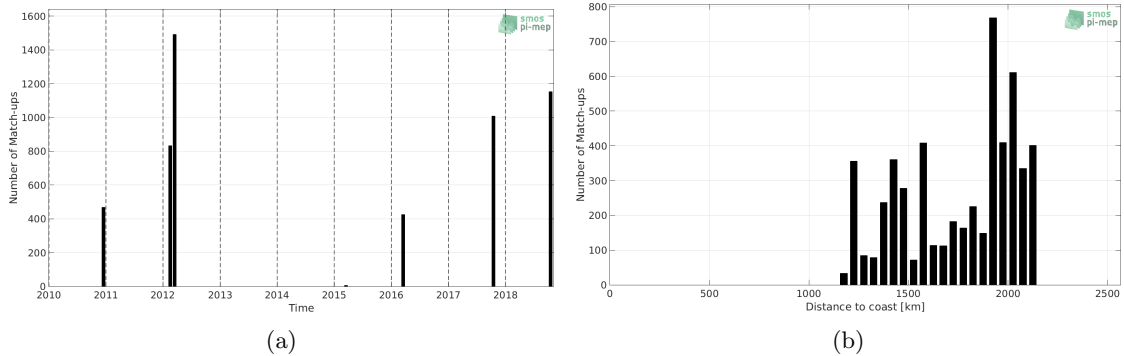 1600
1400
1200
1000
800
600
400
200
0
Number of Match-ups
2010 2011 2012 2013 2014 2015 2016 2017 2018
Time
smos
pi-mep
(a)
800
700
600
500
400
300
200
100
0
Number of Match-ups
0 500 1000 1500 2000 2500
Distance to coast [km]
smos
pi-mep
(b)